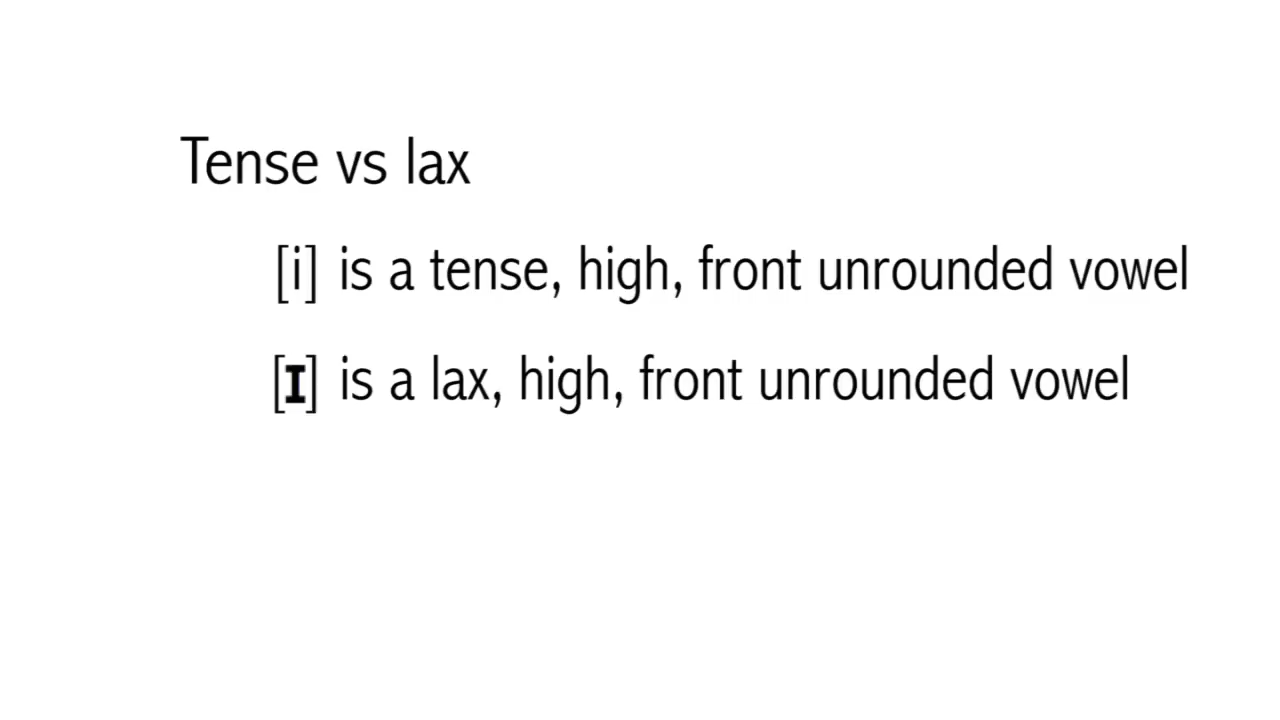 Tense vs lax
[i] is a tense, high, front unrounded vowel
[ɪ] is a lax, high, front unrounded vowel